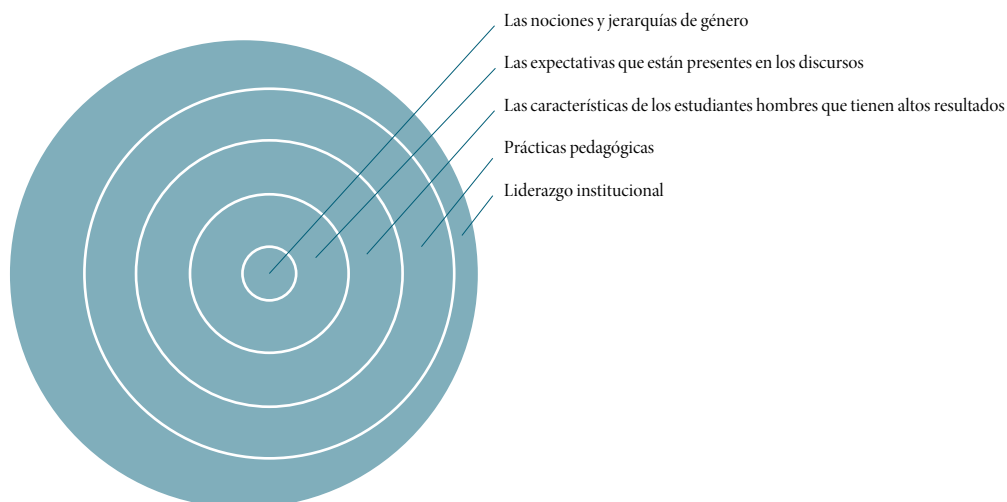 Las nociones y jerarquías de género
Las expectativas que están presentes en los discursos
Las características de los estudiantes hombres que tienen altos resultados
Prácticas pedagógicas
Liderazgo institucional